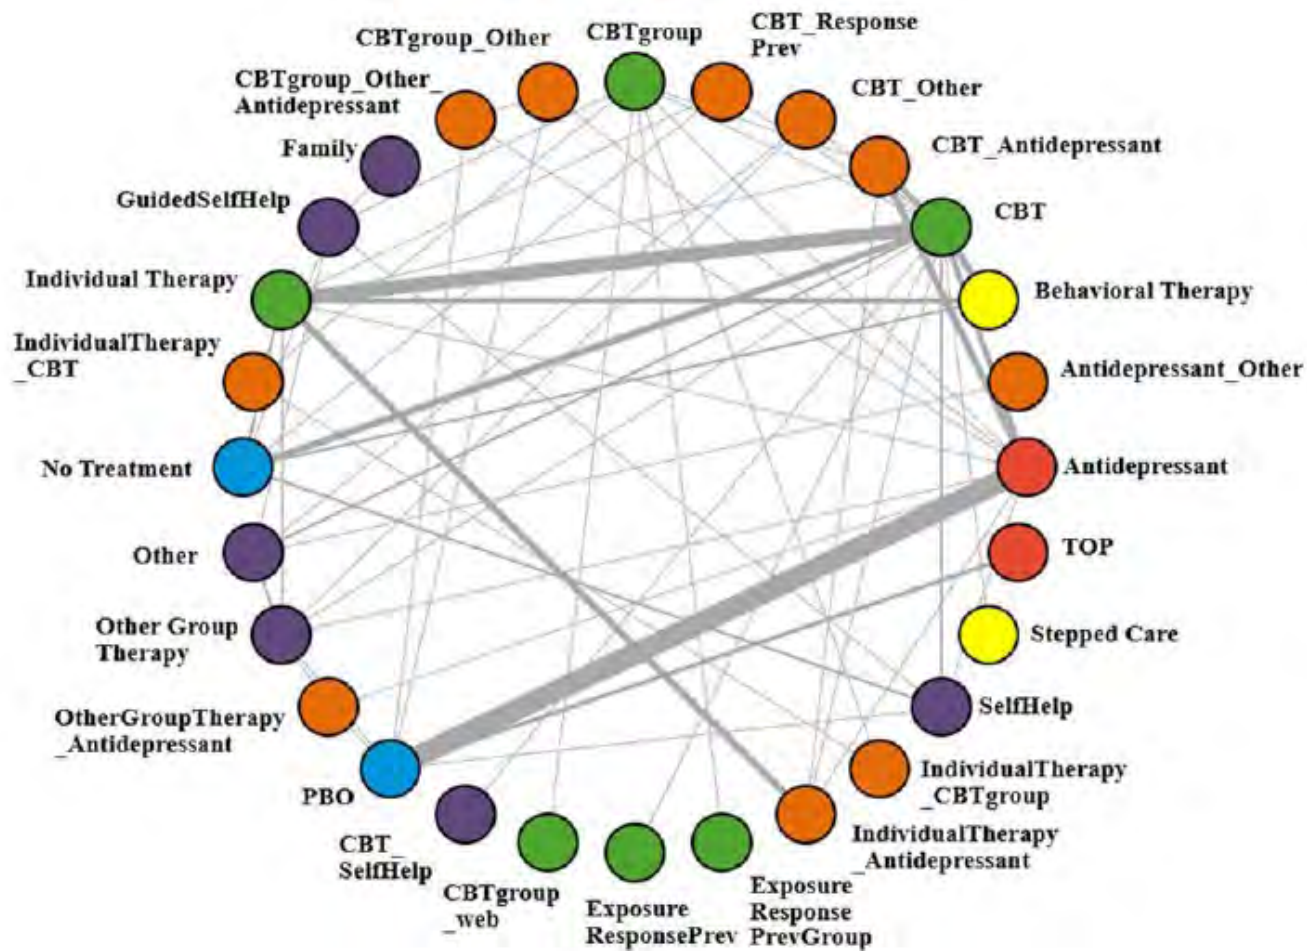 CBTgroup
CBT_Response
Prev
CBTgroup_Other
CBT_Other
CBTgroup_Other_
Antidepressant
CBT_Antidepressant
Family
GuidedSelfHelp
CBT
Individual Therapy
Behavioral Therapy
IndividualTherapy
_CBT
Antidepressant_Other
No Treatment
Antidepressant
Other
TOP
Other Group
Therapy
Stepped Care
OtherGroupTherapy
_Antidepressant
SelfHelp
PBO
IndividualTherapy
_CBTgroup
CBT_
SelfHelp
IndividualTherapy
_Antidepressant
CBTgroup
_web
Exposure
ResponsePrev
Exposure
Response
PrevGroup